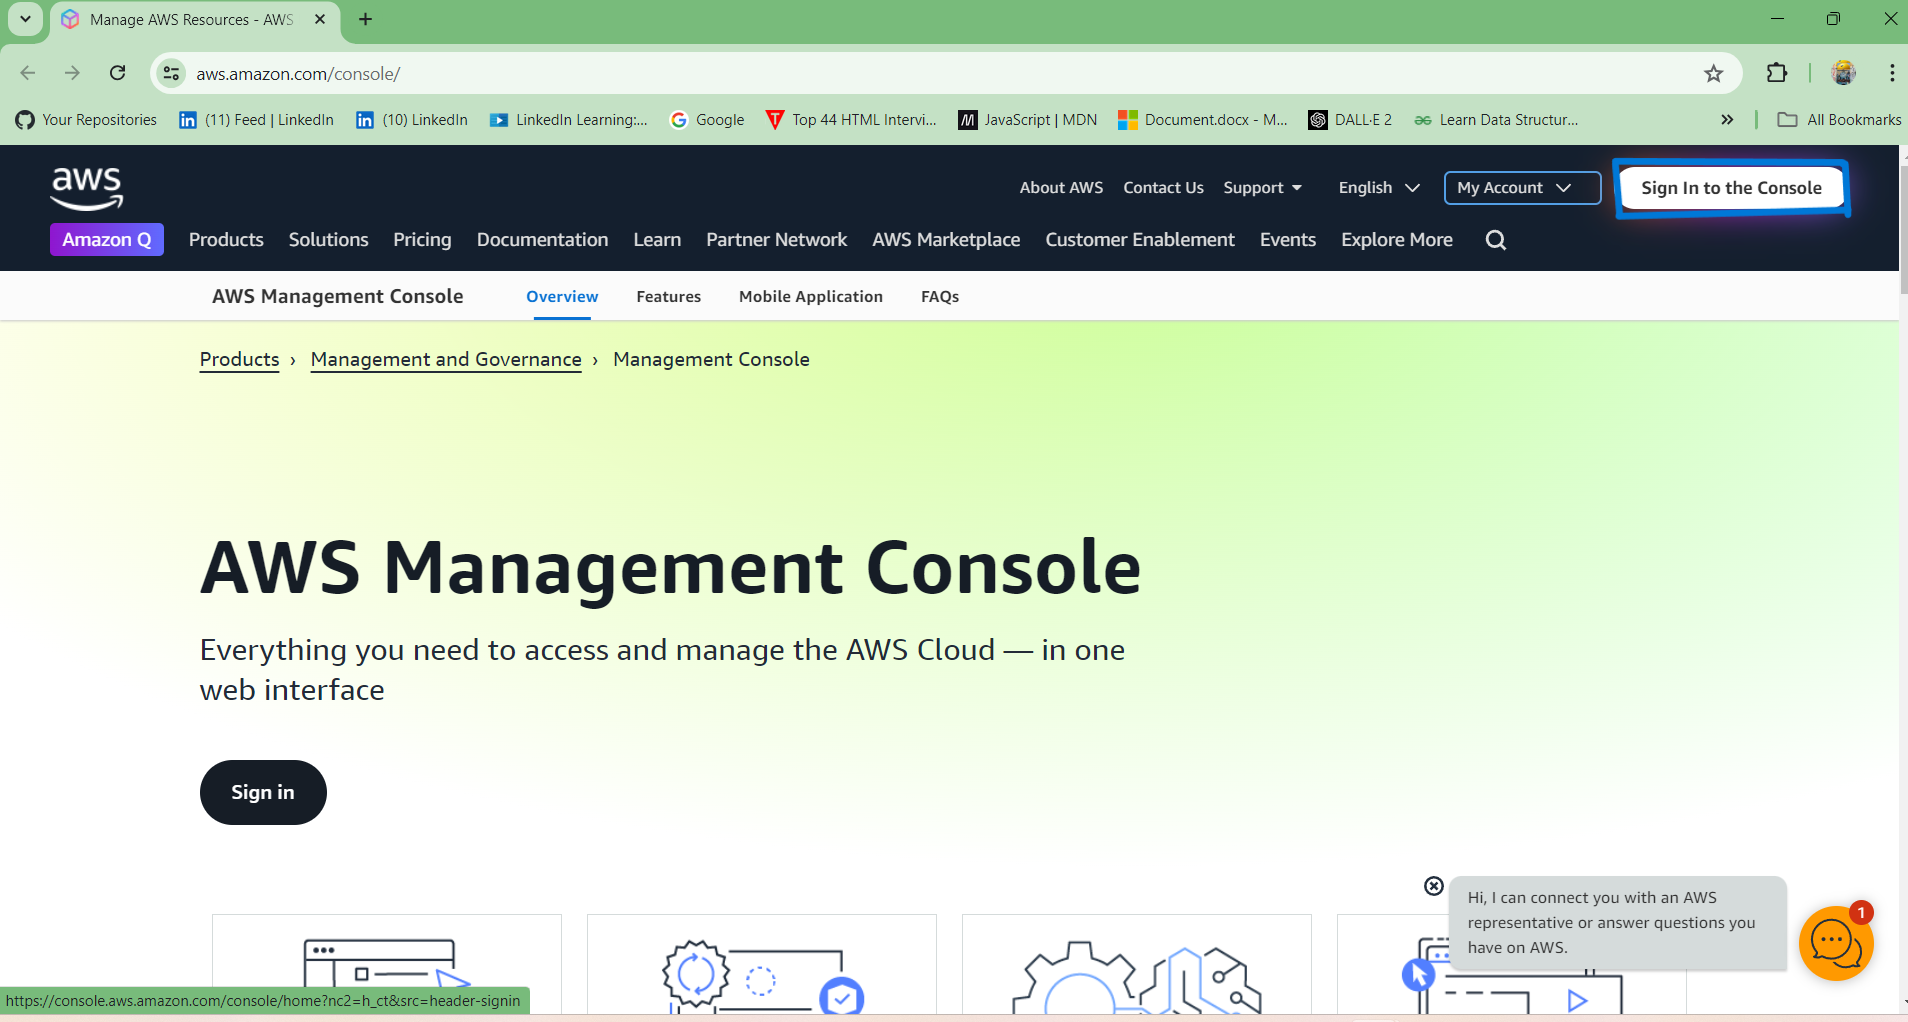 Manage AWS Resources - AWS
aws.amazon.com/console/
Your Repositories
(11) Feed | LinkedIn
(10) LinkedIn
LinkedIn Learning:...
Google
Top 44 HTML Intervi...
JavaScript | MDN
Document.docx - M...
DALL·E 2
Learn Data Structur...
All Bookmarks
aws
About AWS
Contact Us
Support
English
My Account
Sign In to the Console
Amazon Q
Products
Solutions
Pricing
Documentation
Learn
Partner Network
AWS Marketplace
Customer Enablement
Events
Explore More
AWS Management Console
Overview
Features
Mobile Application
FAQs
Products › Management and Governance › Management Console
AWS Management Console
Everything you need to access and manage the AWS Cloud — in one
web interface
Sign in
Hi, I can connect you with an AWS
representative or answer questions you
have on AWS.
1
https://console.aws.amazon.com/console/home?nc2=h_ct&src=header-signin